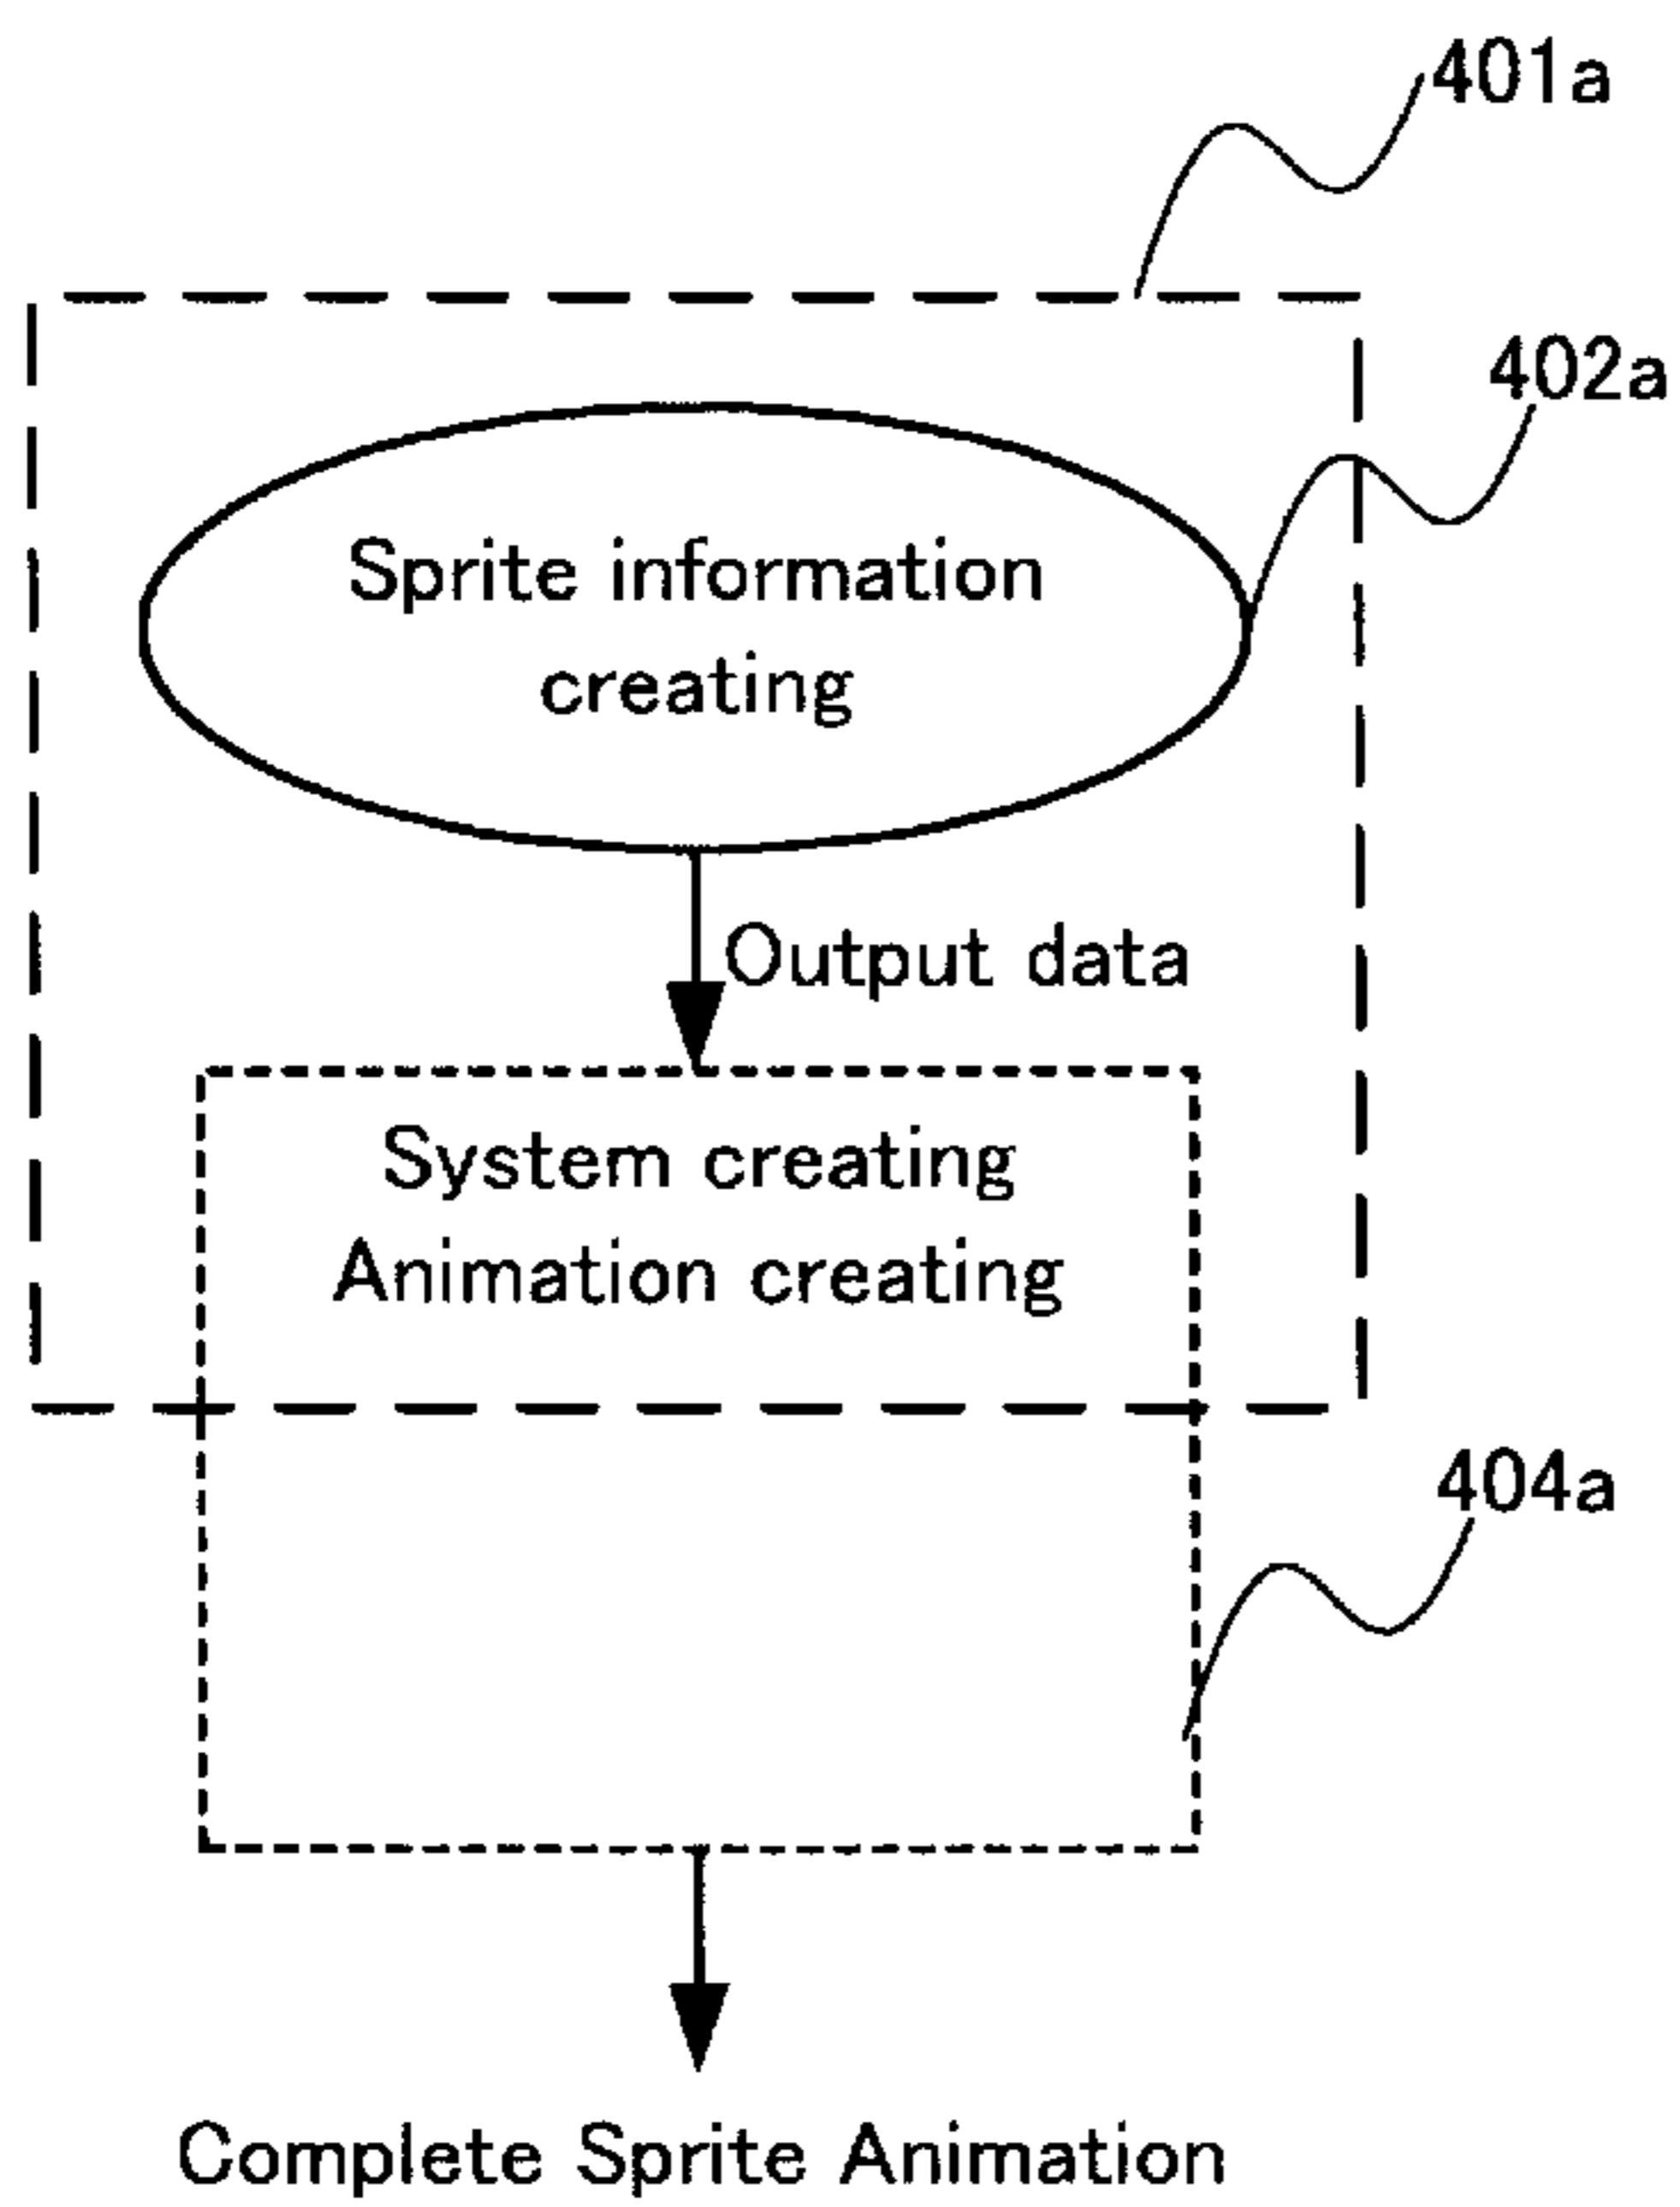 401a
402a
Sprite information
creating
Output data
System creating
Animation creating
404a
Complete Sprite Animation